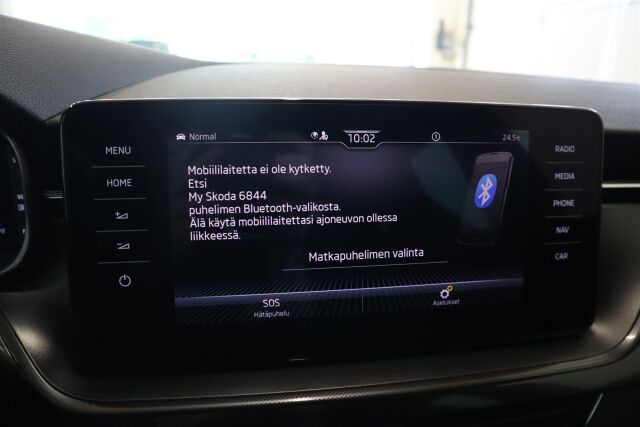 Normal
10:02
24.5°C
MENU
HOME
RADIO
MEDIA
PHONE
NAV
CAR
Mobiililaitetta ei ole kytketty.
Etsi
My Skoda 6844
puhelimen Bluetooth-valikosta.
Älä käytä mobiililaitettasi ajoneuvon ollessa
liikkeessä.
Matkapuhelimen valinta
SOS
Hätäpuhelu
Asetukset